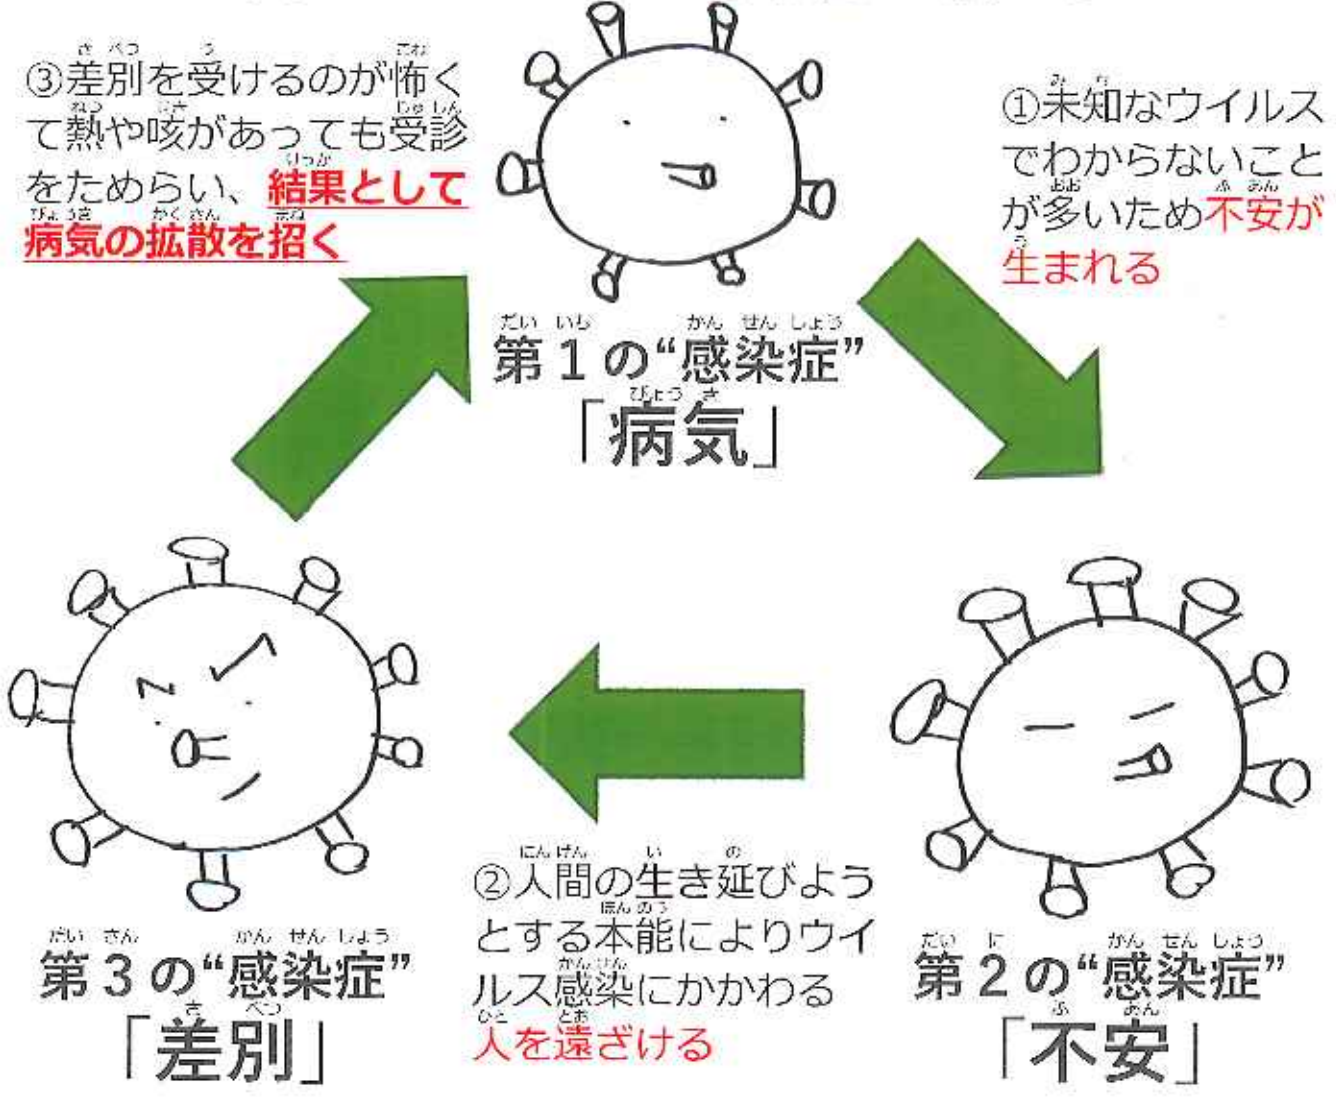 ③差別を受けるのが怖く
て熱や咳があっても受診
をためらい、結果として
病気の拡散を招く
①未知なウイルス
でわからないこと
が多いため不安が
生まれる
第1の“感染症”
「病気」
②人間の生き延びよう
とする本能によりウイ
ルス感染にかかわる
人を遠ざける
第3の“感染症”
「差別」
第2の“感染症”
「不安」